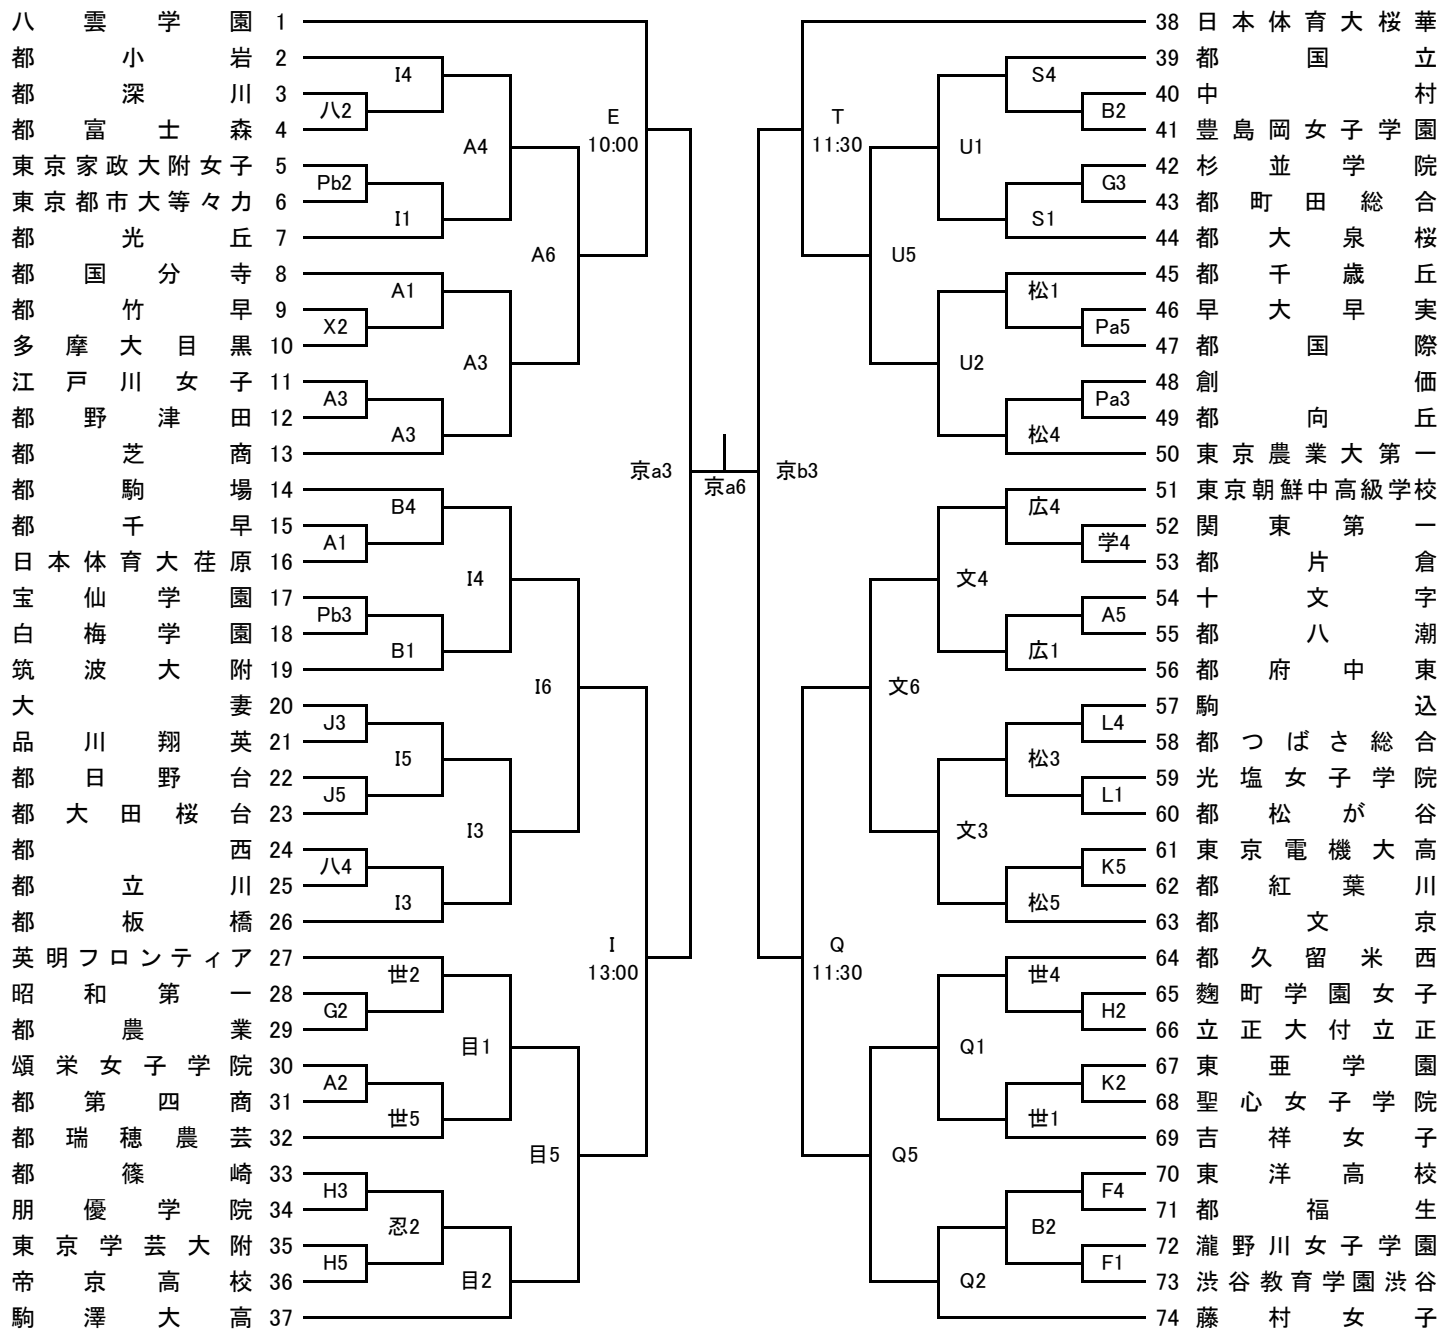 八雲学園 1
都小岩 2
都深川 3
都富士森 4
東京家政大附女子 5
東京都市大等々力 6
都光丘 7
都国分寺 8
都竹早 9
多摩大目黒 10
江戸川女子 11
都野津田 12
都芝商 13
都駒場 14
都千早 15
日本体育大荏原 16
宝仙学園 17
白梅学園 18
筑波大附 19
大妻 20
品川翔英 21
都日野台 22
都大田桜台 23
都西 24
都立川 25
都板橋 26
英明フロンティア 27
昭和第一 28
都農業 29
頌栄女子学院 30
都第四商 31
都瑞穂農芸 32
都篠崎 33
朋優学院 34
東京学芸大附 35
帝京高校 36
駒澤大高 37
八2
Pb2
X2
A3
A1
Pb3
J3
J5
八4
G2
A2
H3
H5
I4
I1
A1
A3
B4
B1
I5
I3
世2
世5
忍2
A4
A3
I4
I3
目1
目2
A6
I6
目5
E
10:00
I
13:00
京a3
京a6
京b3
T
11:30
Q
11:30
U5
文6
Q5
U1
U2
文4
文3
Q1
Q2
S4
S1
松1
松4
広4
広1
松3
松5
世4
世1
B2
B2
G3
Pa5
Pa3
学4
A5
L4
L1
K5
H2
K2
F4
F1
38 日本体育大桜華
39 都国立
40 中村
41 豊島岡女子学園
42 杉並学院
43 都町田総合
44 都大泉桜
45 都千歳丘
46 早大早実
47 都国際
48 創価
49 都向丘
50 東京農業大第一
51 東京朝鮮中高級学校
52 関東第一
53 都片倉
54 十文字
55 都八潮
56 都府中東
57 駒込
58 都つばさ総合
59 光塩女子学院
60 都松が谷
61 東京電機大高
62 都紅葉川
63 都文京
64 都久留米西
65 麴町学園女子
66 立正大付立正
67 東亜学園
68 聖心女子学院
69 吉祥女子
70 東洋高校
71 都福生
72 瀧野川女子学園
73 渋谷教育学園渋谷
74 藤村女子